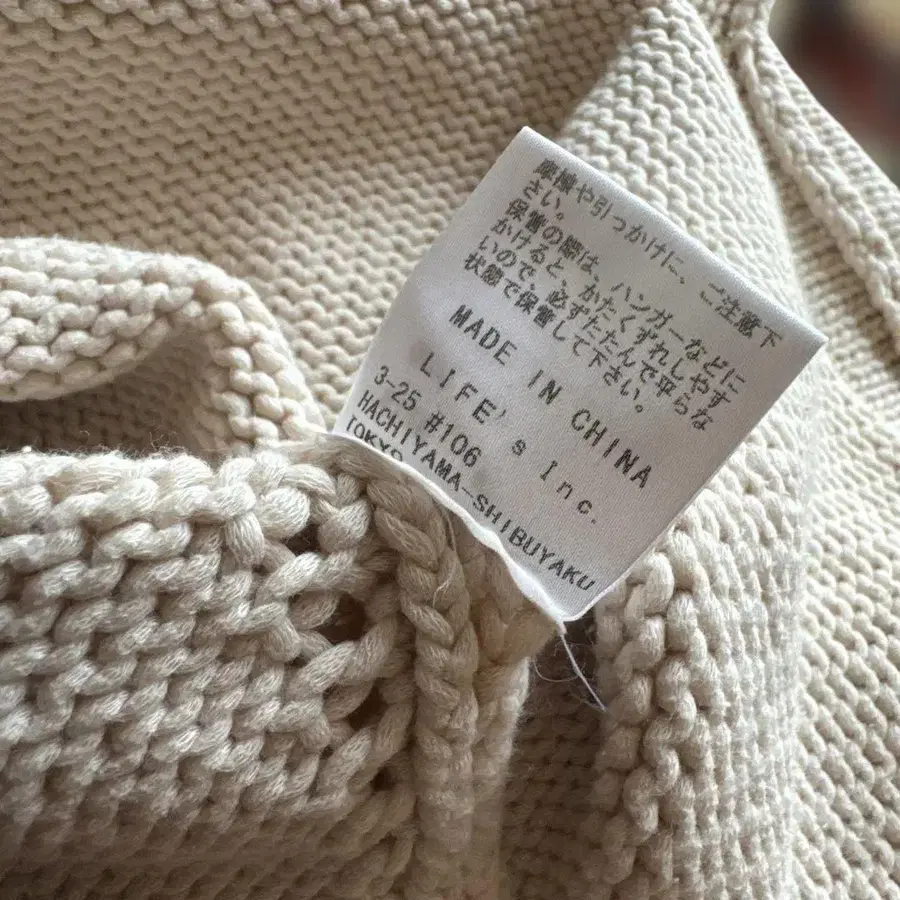 摩擦や引っかけに、ご注意下
さい。
保管の際は、ハンガーなどに
かけると、かたくずれしやす
いので、必ずたたんで平らな
状態で保管して下さい。
MADE IN CHINA
LIFE's Inc.
3-25 #106
HACHIYAMA-SHIBUYAKU
TOKYO